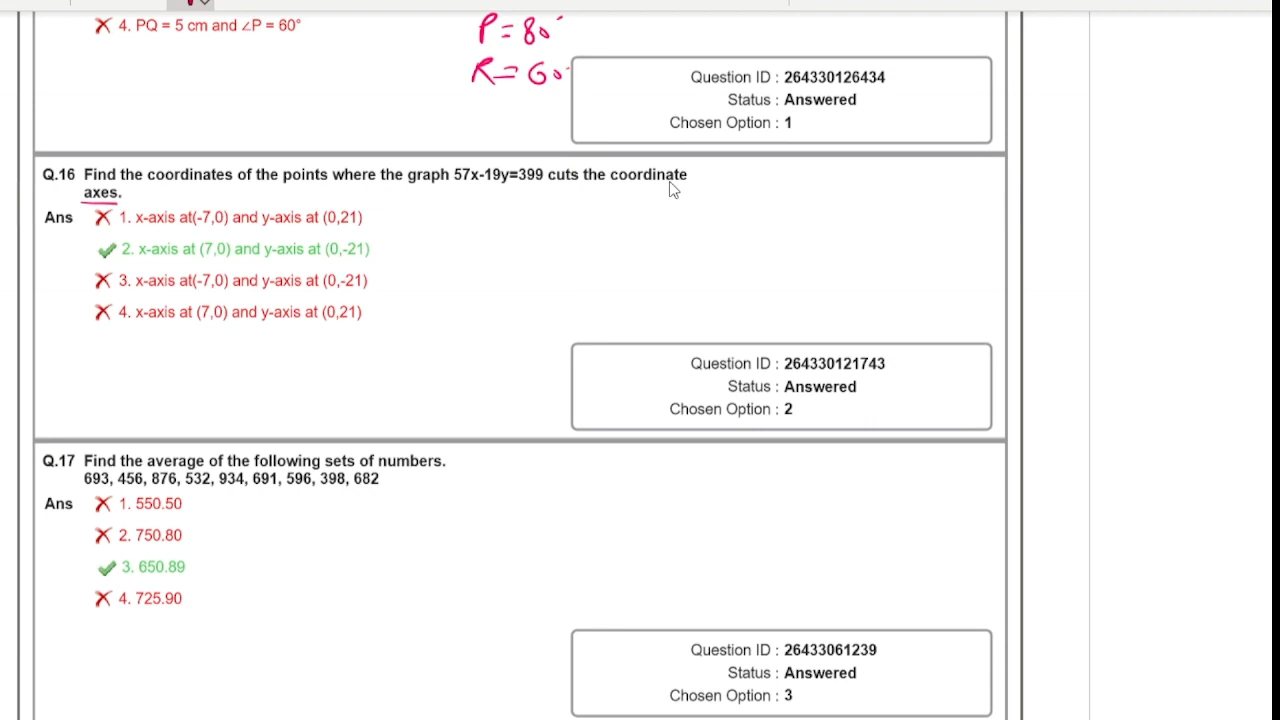 4. PQ = 5 cm and ∠P = 60°
P = 80°
R = 60°
Question ID : 264330126434
Status : Answered
Chosen Option : 1
Q.16 Find the coordinates of the points where the graph 57x-19y=399 cuts the coordinate
axes.
Ans 1. x-axis at(-7,0) and y-axis at (0,21)
2. x-axis at (7,0) and y-axis at (0,-21)
3. x-axis at(-7,0) and y-axis at (0,-21)
4. x-axis at (7,0) and y-axis at (0,21)
Question ID : 264330121743
Status : Answered
Chosen Option : 2
Q.17 Find the average of the following sets of numbers.
693, 456, 876, 532, 934, 691, 596, 398, 682
Ans 1. 550.50
2. 750.80
3. 650.89
4. 725.90
Question ID : 26433061239
Status : Answered
Chosen Option : 3